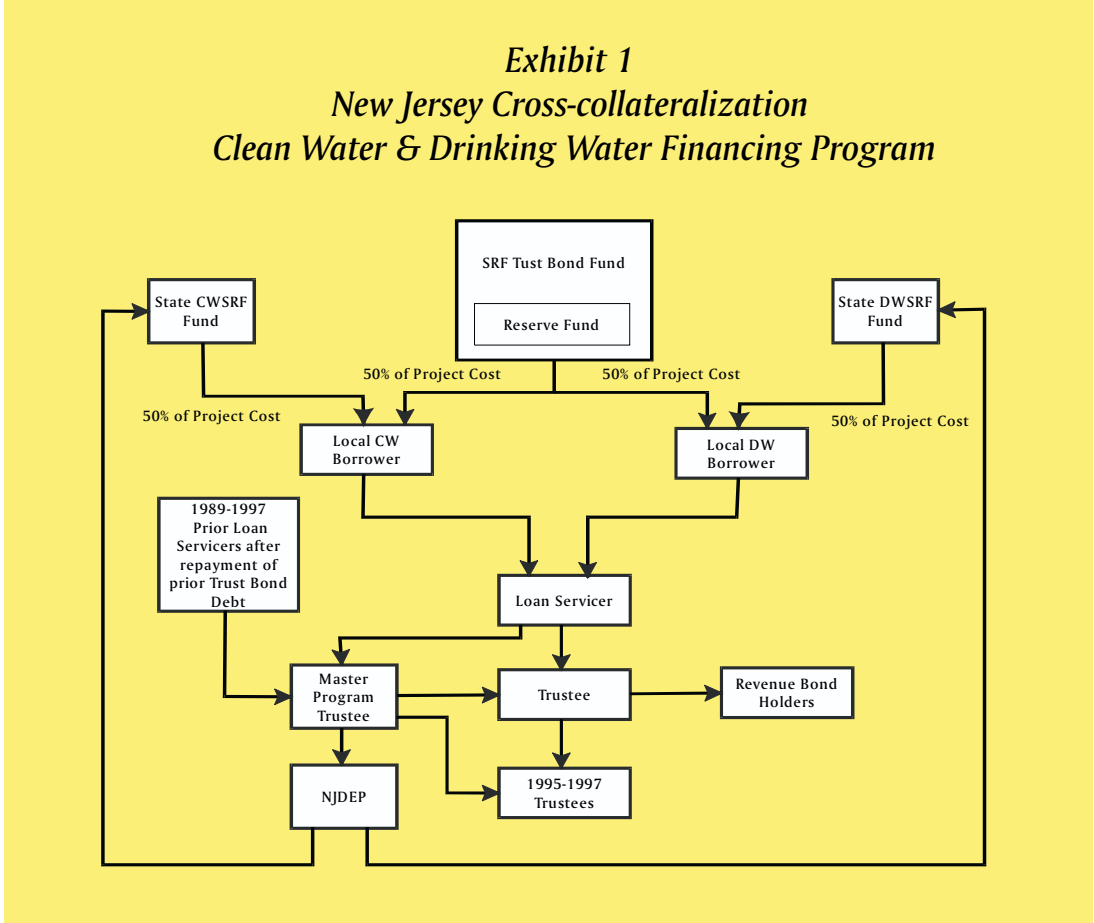 Exhibit 1
New Jersey Cross-collateralization
Clean Water & Drinking Water Financing Program
SRF Tust Bond Fund
Reserve Fund
State CWSRF
Fund
State DWSRF
Fund
50% of Project Cost
50% of Project Cost
50% of Project Cost
50% of Project Cost
Local CW
Borrower
Local DW
Borrower
1989-1997
Prior Loan
Servicers after
repayment of
prior Trust Bond
Debt
Loan Servicer
Master
Program
Trustee
Trustee
Revenue Bond
Holders
NJDEP
1995-1997
Trustees